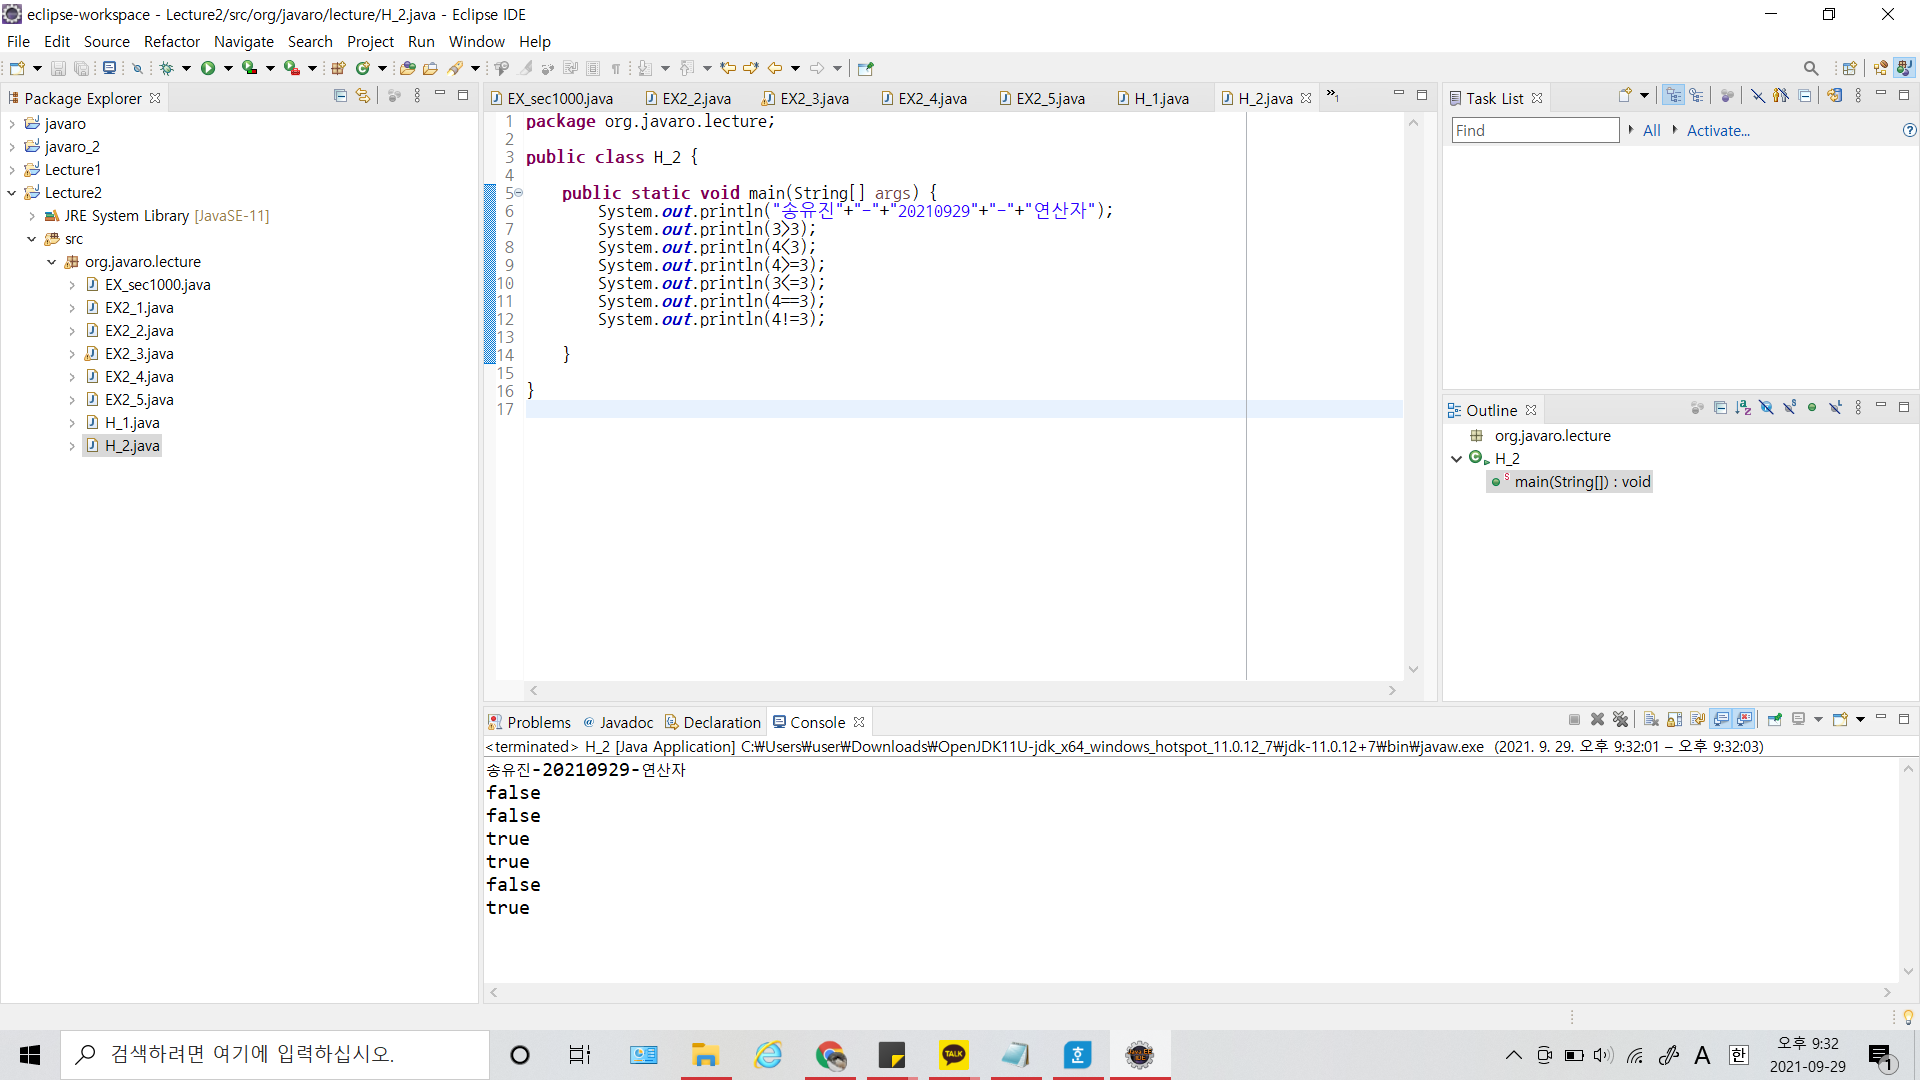 eclipse-workspace - Lecture2/src/org/javaro/lecture/H_2.java - Eclipse IDE
File Edit Source Refactor Navigate Search Project Run Window Help
Package Explorer
javaro
javaro_2
Lecture1
Lecture2
JRE System Library [JavaSE-11]
src
org.javaro.lecture
EX_sec1000.java
EX2_1.java
EX2_2.java
EX2_3.java
EX2_4.java
EX2_5.java
H_1.java
H_2.java
EX_sec1000.java EX2_2.java EX2_3.java EX2_4.java EX2_5.java H_1.java H_2.java »1
1 package org.javaro.lecture;
2
3 public class H_2 {
4
5 public static void main(String[] args) {
6 System.out.println("송유진"+"-"+"20210929"+"-"+"연산자");
7 System.out.println(3>3);
8 System.out.println(4<3);
9 System.out.println(4>=3);
10 System.out.println(3<=3);
11 System.out.println(4==3);
12 System.out.println(4!=3);
13
14 }
15
16 }
17
Task List
Find All Activate...
Outline
org.javaro.lecture
H_2
main(String[]) : void
Problems @ Javadoc Declaration Console
<terminated> H_2 [Java Application] C:₩Users₩user₩Downloads₩OpenJDK11U-jdk_x64_windows_hotspot_11.0.12_7₩jdk-11.0.12+7₩bin₩javaw.exe (2021. 9. 29. 오후 9:32:01 – 오후 9:32:03)
송유진-20210929-연산자
false
false
true
true
false
true
검색하려면 여기에 입력하십시오.
TALK
A 한
오후 9:32
2021-09-29
1